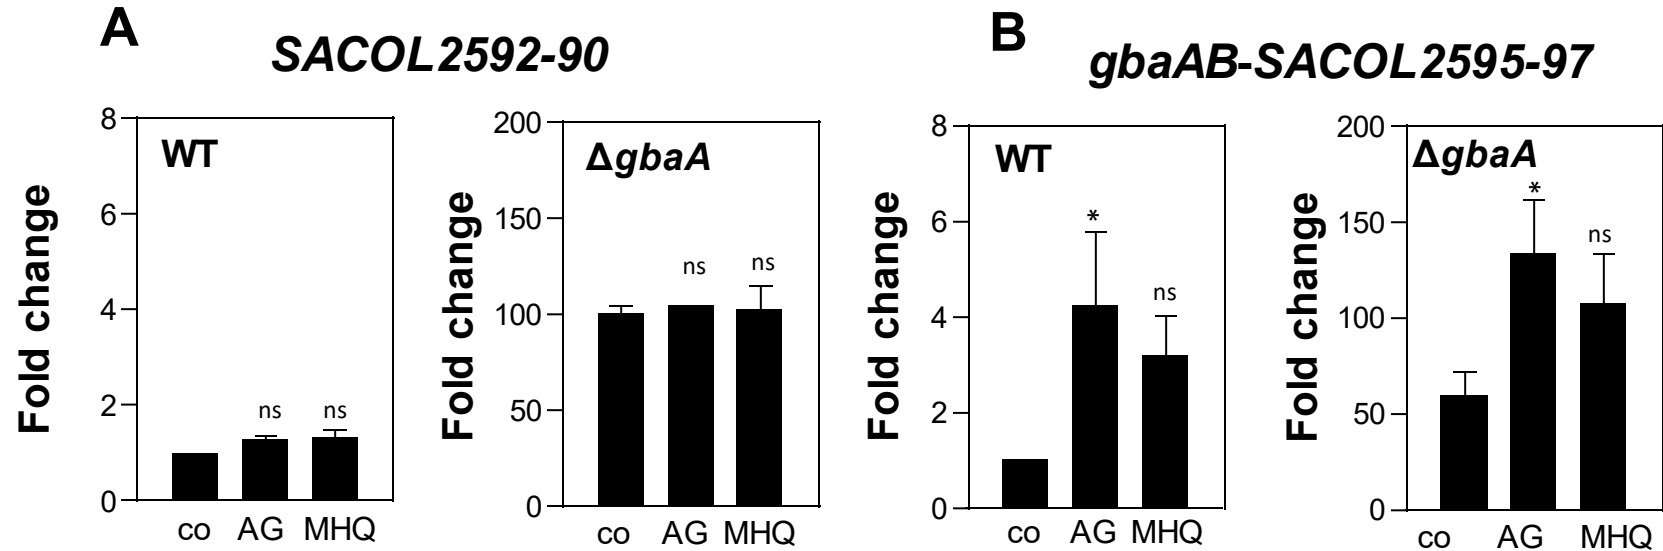 A
SACOL2592-90
B
gbaAB-SACOL2595-97
Fold change
8
6
4
2
0
WT
ns
ns
co AG MHQ
Fold change
200
150
100
50
0
ΔgbaA
ns
ns
co AG MHQ
Fold change
8
6
4
2
0
WT
*
ns
co AG MHQ
Fold change
200
150
100
50
0
ΔgbaA
*
ns
co AG MHQ